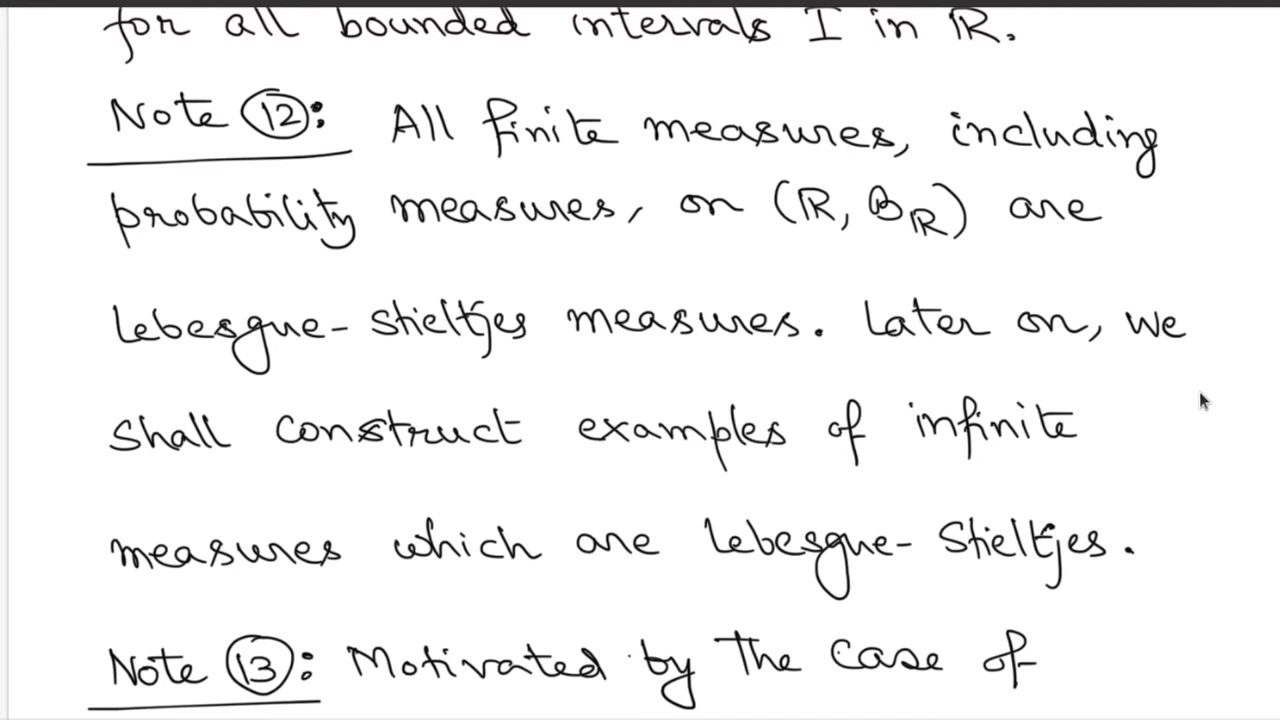 for all bounded intervals I in ℝ.
Note 12: All finite measures, including
probability measures, on (ℝ, ℬ_ℝ) are
Lebesgue-Stieltjes measures. Later on, we
shall construct examples of infinite
measures which are Lebesgue-Stieltjes.
Note 13: Motivated by the case of